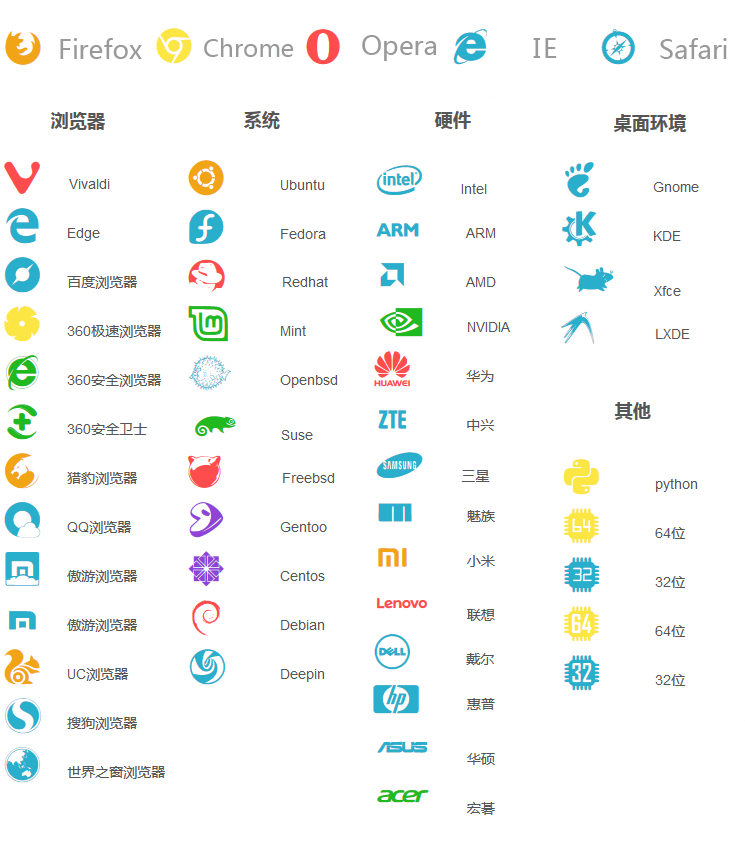 Firefox
Chrome
Opera
IE
Safari
浏览器
Vivaldi
Edge
百度浏览器
360极速浏览器
360安全浏览器
360安全卫士
猎豹浏览器
QQ浏览器
傲游浏览器
傲游浏览器
UC浏览器
搜狗浏览器
世界之窗浏览器
系统
Ubuntu
Fedora
Redhat
Mint
Openbsd
Suse
Freebsd
Gentoo
Centos
Debian
Deepin
硬件
intel
Intel
ARM
ARM
AMD
NVIDIA
HUAWEI
华为
ZTE
中兴
SAMSUNG
三星
魅族
mi
小米
Lenovo
联想
DELL
戴尔
hp
惠普
ASUS
华硕
acer
宏碁
桌面环境
Gnome
K
KDE
Xfce
LXDE
其他
python
64
64位
32
32位
64
64位
32
32位